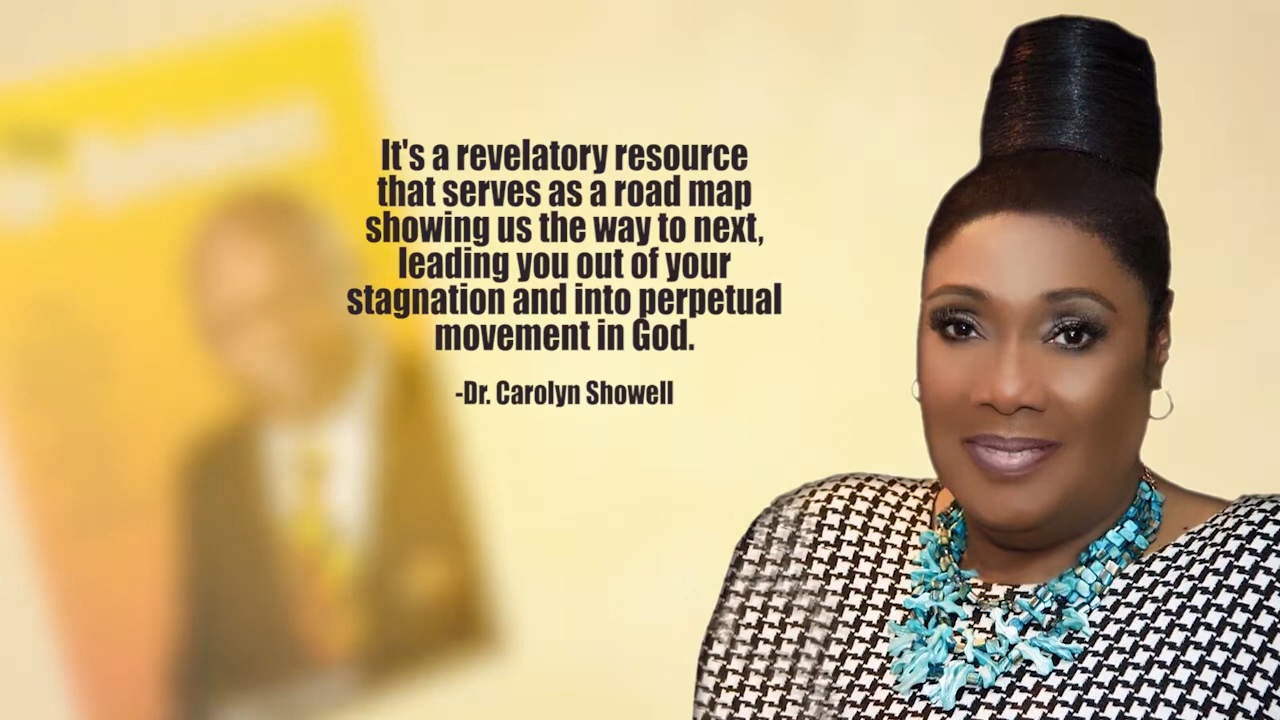 It's a revelatory resource
that serves as a road map
showing us the way to next,
leading you out of your
stagnation and into perpetual
movement in God.
-Dr. Carolyn Showell